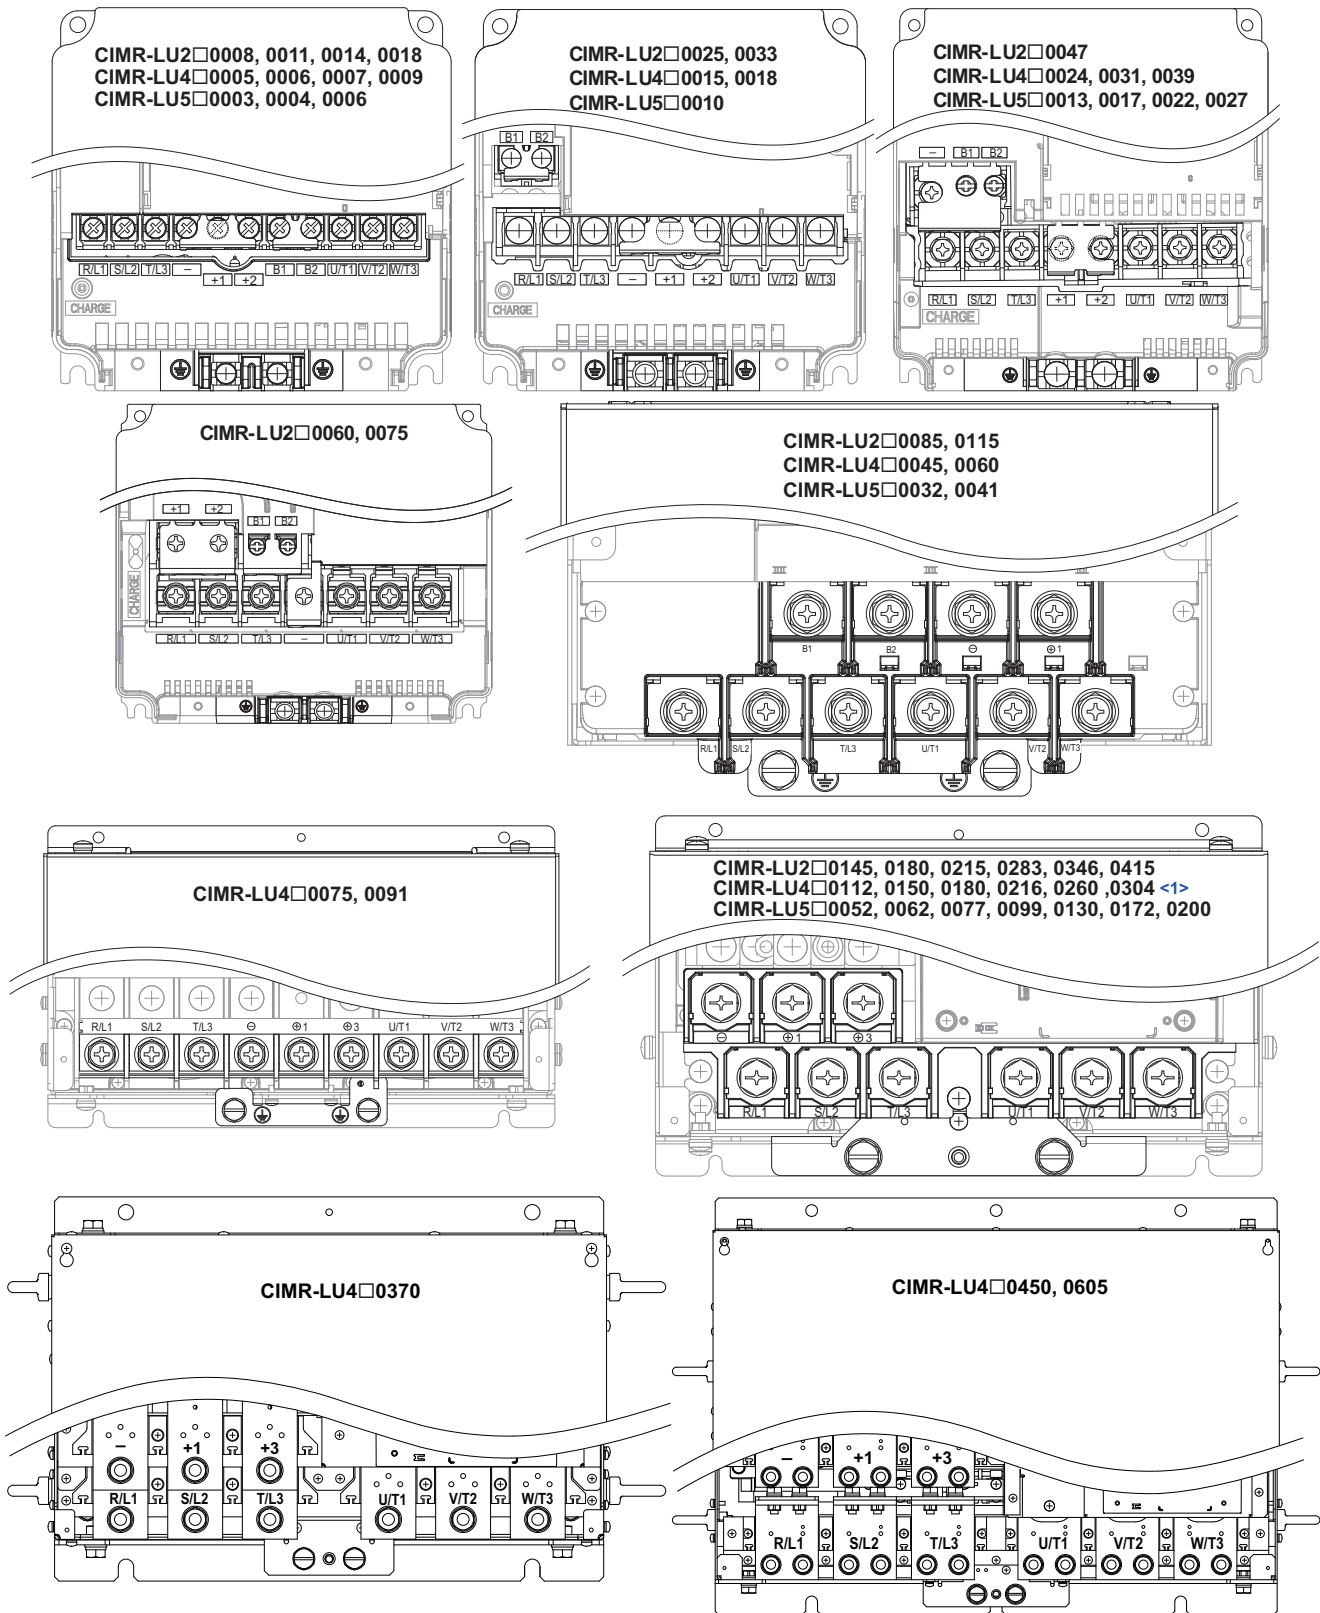 CIMR-LU2□0008, 0011, 0014, 0018
CIMR-LU4□0005, 0006, 0007, 0009
CIMR-LU5□0003, 0004, 0006
R/L1 S/L2 T/L3 − +1 +2 B1 B2 U/T1 V/T2 W/T3
CHARGE
CIMR-LU2□0025, 0033
CIMR-LU4□0015, 0018
CIMR-LU5□0010
B1 B2
R/L1 S/L2 T/L3 − +1 +2 U/T1 V/T2 W/T3
CHARGE
CIMR-LU2□0047
CIMR-LU4□0024, 0031, 0039
CIMR-LU5□0013, 0017, 0022, 0027
− B1 B2
R/L1 S/L2 T/L3 +1 +2 U/T1 V/T2 W/T3
CHARGE
CIMR-LU2□0060, 0075
+1 +2 B1 B2
CHARGE
R/L1 S/L2 T/L3 − U/T1 V/T2 W/T3
CIMR-LU2□0085, 0115
CIMR-LU4□0045, 0060
CIMR-LU5□0032, 0041
B1 B2 ⊖ ⊕1
R/L1 S/L2 T/L3 U/T1 V/T2 W/T3
CIMR-LU4□0075, 0091
R/L1 S/L2 T/L3 ⊖ ⊕1 ⊕3 U/T1 V/T2 W/T3
CIMR-LU2□0145, 0180, 0215, 0283, 0346, 0415
CIMR-LU4□0112, 0150, 0180, 0216, 0260 ,0304 <1>
CIMR-LU5□0052, 0062, 0077, 0099, 0130, 0172, 0200
⊖ ⊕1 ⊕3
R/L1 S/L2 T/L3 U/T1 V/T2 W/T3
CIMR-LU4□0370
− +1 +3
R/L1 S/L2 T/L3 U/T1 V/T2 W/T3
CIMR-LU4□0450, 0605
− +1 +3
R/L1 S/L2 T/L3 U/T1 V/T2 W/T3